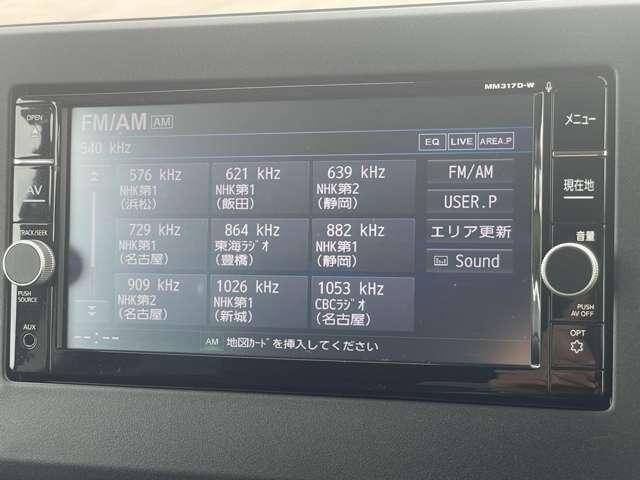 MM317D-W
OPEN
AV
TRACK/SEEK
PUSH
SOURCE
AUX
FM/AM AM
540 kHz
EQ LIVE AREA.P
576 kHz
NHK第1
(浜松)
621 kHz
NHK第1
(飯田)
639 kHz
NHK第2
(静岡)
729 kHz
NHK第1
(名古屋)
864 kHz
東海ラジオ
(豊橋)
882 kHz
NHK第1
(静岡)
909 kHz
NHK第2
(名古屋)
1026 kHz
NHK第1
(新城)
1053 kHz
CBCラジオ
(名古屋)
FM/AM
USER.P
エリア更新
Sound
--:--
AM 地図カードを挿入してください
メニュー
現在地
音量
PUSH
AV OFF
OPT